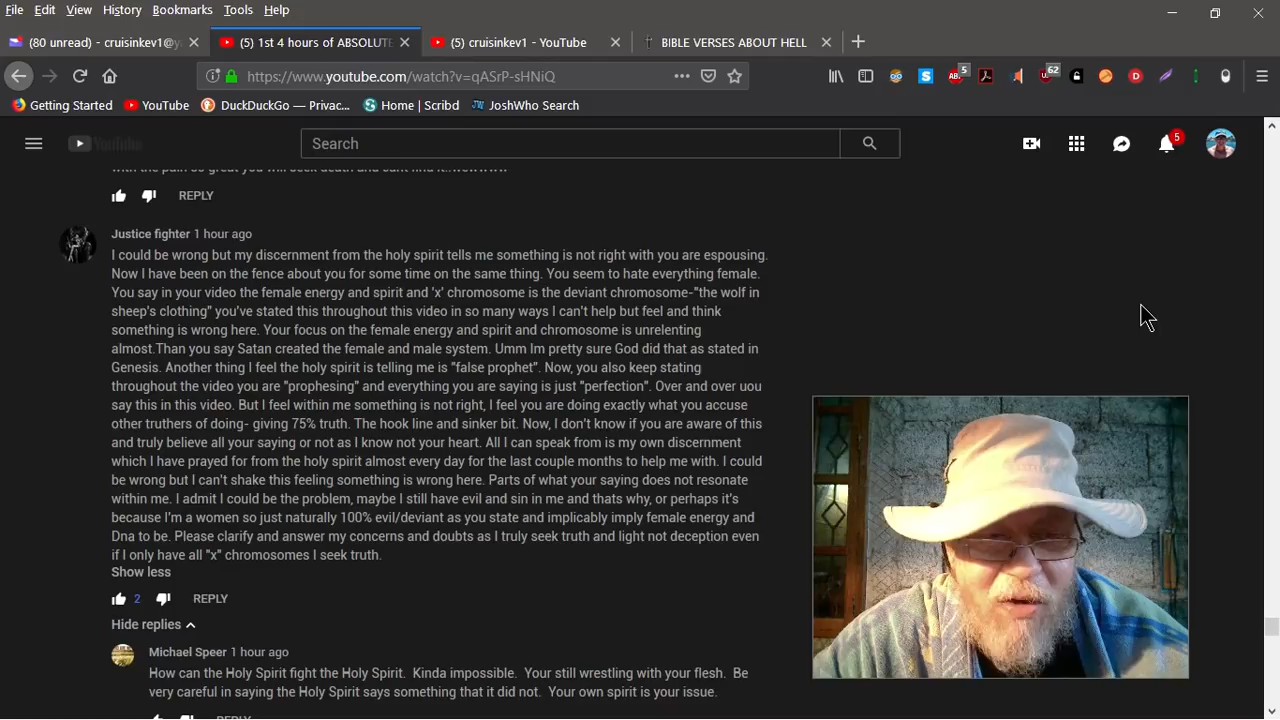 File Edit View History Bookmarks Tools Help
(80 unread) - cruisinkev1@y
(5) 1st 4 hours of ABSOLUTE
(5) cruisinkev1 - YouTube
BIBLE VERSES ABOUT HELL
https://www.youtube.com/watch?v=qASrP-sHNiQ
5
62
Getting Started
YouTube
DuckDuckGo — Privac...
Home | Scribd
JoshWho Search
YouTube
Search
5
REPLY
Justice fighter 1 hour ago
I could be wrong but my discernment from the holy spirit tells me something is not right with you are espousing.
Now I have been on the fence about you for some time on the same thing. You seem to hate everything female.
You say in your video the female energy and spirit and 'x' chromosome is the deviant chromosome-"the wolf in
sheep's clothing" you've stated this throughout this video in so many ways I can't help but feel and think
something is wrong here. Your focus on the female energy and spirit and chromosome is unrelenting
almost.Than you say Satan created the female and male system. Umm Im pretty sure God did that as stated in
Genesis. Another thing I feel the holy spirit is telling me is "false prophet". Now, you also keep stating
throughout the video you are "prophesing" and everything you are saying is just "perfection". Over and over uou
say this in this video. But I feel within me something is not right, I feel you are doing exactly what you accuse
other truthers of doing- giving 75% truth. The hook line and sinker bit. Now, I don't know if you are aware of this
and truly believe all your saying or not as I know not your heart. All I can speak from is my own discernment
which I have prayed for from the holy spirit almost every day for the last couple months to help me with. I could
be wrong but I can't shake this feeling something is wrong here. Parts of what your saying does not resonate
within me. I admit I could be the problem, maybe I still have evil and sin in me and thats why, or perhaps it's
because I'm a women so just naturally 100% evil/deviant as you state and implicably imply female energy and
Dna to be. Please clarify and answer my concerns and doubts as I truly seek truth and light not deception even
if I only have all "x" chromosomes I seek truth.
Show less
2 REPLY
Hide replies
Michael Speer 1 hour ago
How can the Holy Spirit fight the Holy Spirit. Kinda impossible. Your still wrestling with your flesh. Be
very careful in saying the Holy Spirit says something that it did not. Your own spirit is your issue.